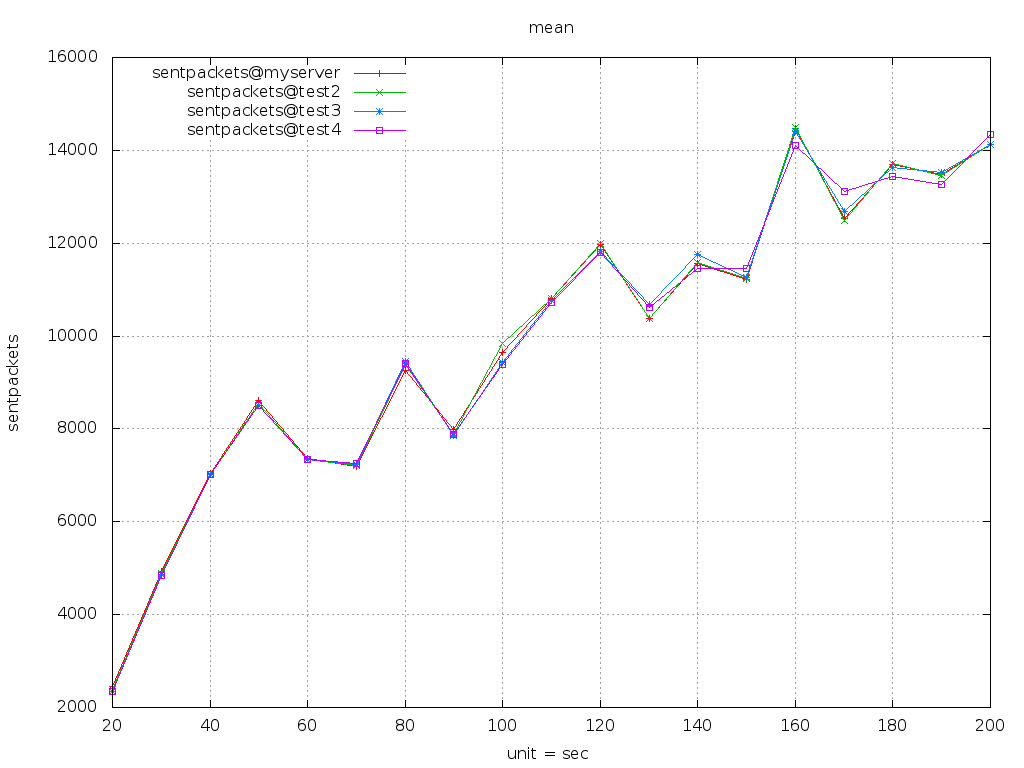 mean
16000
14000
12000
10000
8000
6000
4000
2000
sentpackets
sentpackets@myserver
sentpackets@test2
sentpackets@test3
sentpackets@test4
20 40 60 80 100 120 140 160 180 200
unit = sec